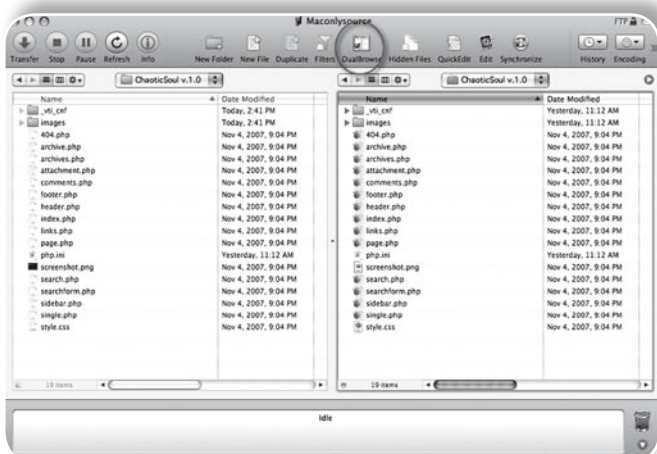 Maconlysource
FTP
Transfer Stop Pause Refresh Info New Folder New File Duplicate Filters DualBrowse Hidden Files QuickEdit Edit Synchronize History Encoding
ChaoticSoul v.1.0
Name Date Modified
_vti_cnf Today, 2:41 PM
images Today, 2:41 PM
404.php Nov 4, 2007, 9:04 PM
archive.php Nov 4, 2007, 9:04 PM
archives.php Nov 4, 2007, 9:04 PM
attachment.php Nov 4, 2007, 9:04 PM
comments.php Nov 4, 2007, 9:04 PM
footer.php Nov 4, 2007, 9:04 PM
header.php Nov 4, 2007, 9:04 PM
index.php Nov 4, 2007, 9:04 PM
links.php Nov 4, 2007, 9:04 PM
page.php Nov 4, 2007, 9:04 PM
php.ini Yesterday, 11:12 AM
screenshot.png Nov 4, 2007, 9:04 PM
search.php Nov 4, 2007, 9:04 PM
searchform.php Nov 4, 2007, 9:04 PM
sidebar.php Nov 4, 2007, 9:04 PM
single.php Nov 4, 2007, 9:04 PM
style.css Nov 4, 2007, 9:04 PM
19 items
ChaoticSoul v.1.0
Name Date Modified
_vti_cnf Yesterday, 11:12 AM
images Yesterday, 11:12 AM
404.php Nov 4, 2007, 9:04 PM
archive.php Nov 4, 2007, 9:04 PM
archives.php Nov 4, 2007, 9:04 PM
attachment.php Nov 4, 2007, 9:04 PM
comments.php Nov 4, 2007, 9:04 PM
footer.php Nov 4, 2007, 9:04 PM
header.php Nov 4, 2007, 9:04 PM
index.php Nov 4, 2007, 9:04 PM
links.php Nov 4, 2007, 9:04 PM
page.php Nov 4, 2007, 9:04 PM
php.ini Yesterday, 11:12 AM
screenshot.png Nov 4, 2007, 9:04 PM
search.php Nov 4, 2007, 9:04 PM
searchform.php Nov 4, 2007, 9:04 PM
sidebar.php Nov 4, 2007, 9:04 PM
single.php Nov 4, 2007, 9:04 PM
style.css Nov 4, 2007, 9:04 PM
19 items
Idle